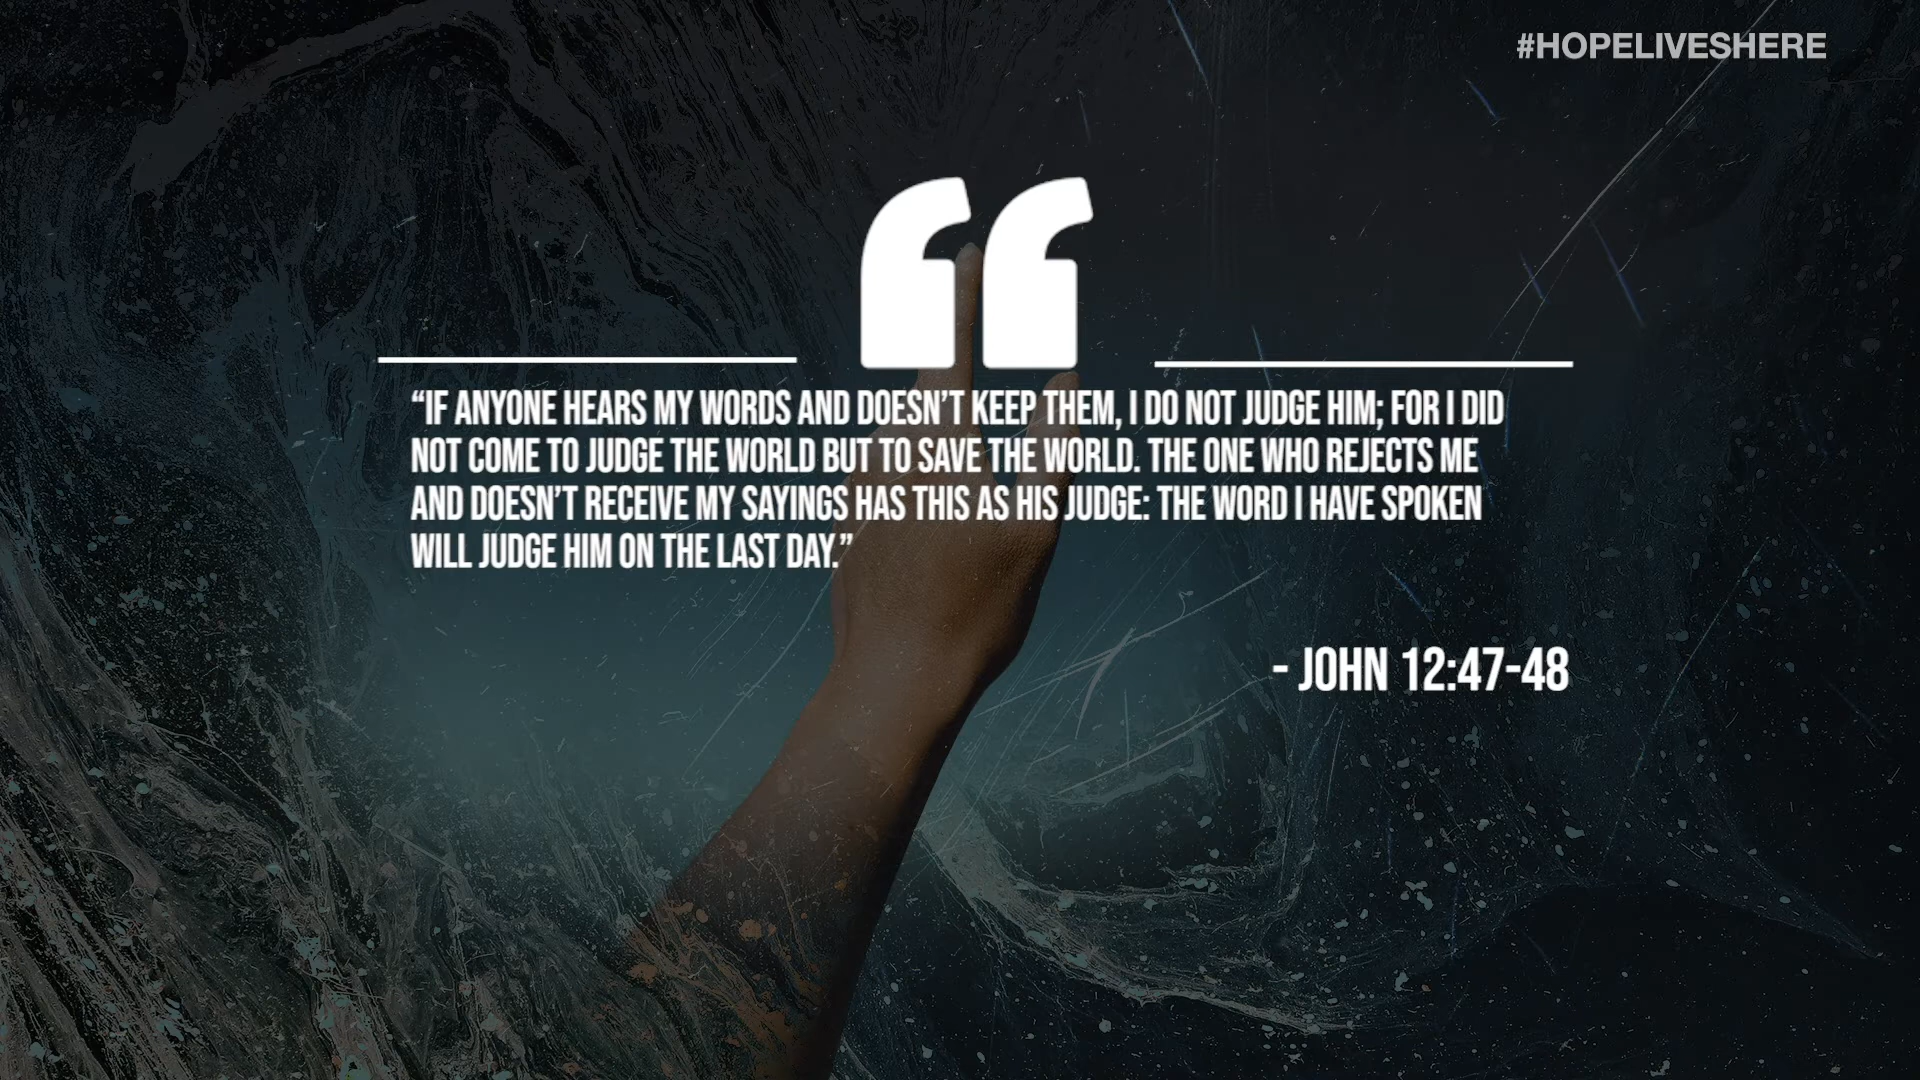 #HOPELIVESHERE
“IF ANYONE HEARS MY WORDS AND DOESN’T KEEP THEM, I DO NOT JUDGE HIM; FOR I DID
NOT COME TO JUDGE THE WORLD BUT TO SAVE THE WORLD. THE ONE WHO REJECTS ME
AND DOESN’T RECEIVE MY SAYINGS HAS THIS AS HIS JUDGE: THE WORD I HAVE SPOKEN
WILL JUDGE HIM ON THE LAST DAY.”
- JOHN 12:47-48